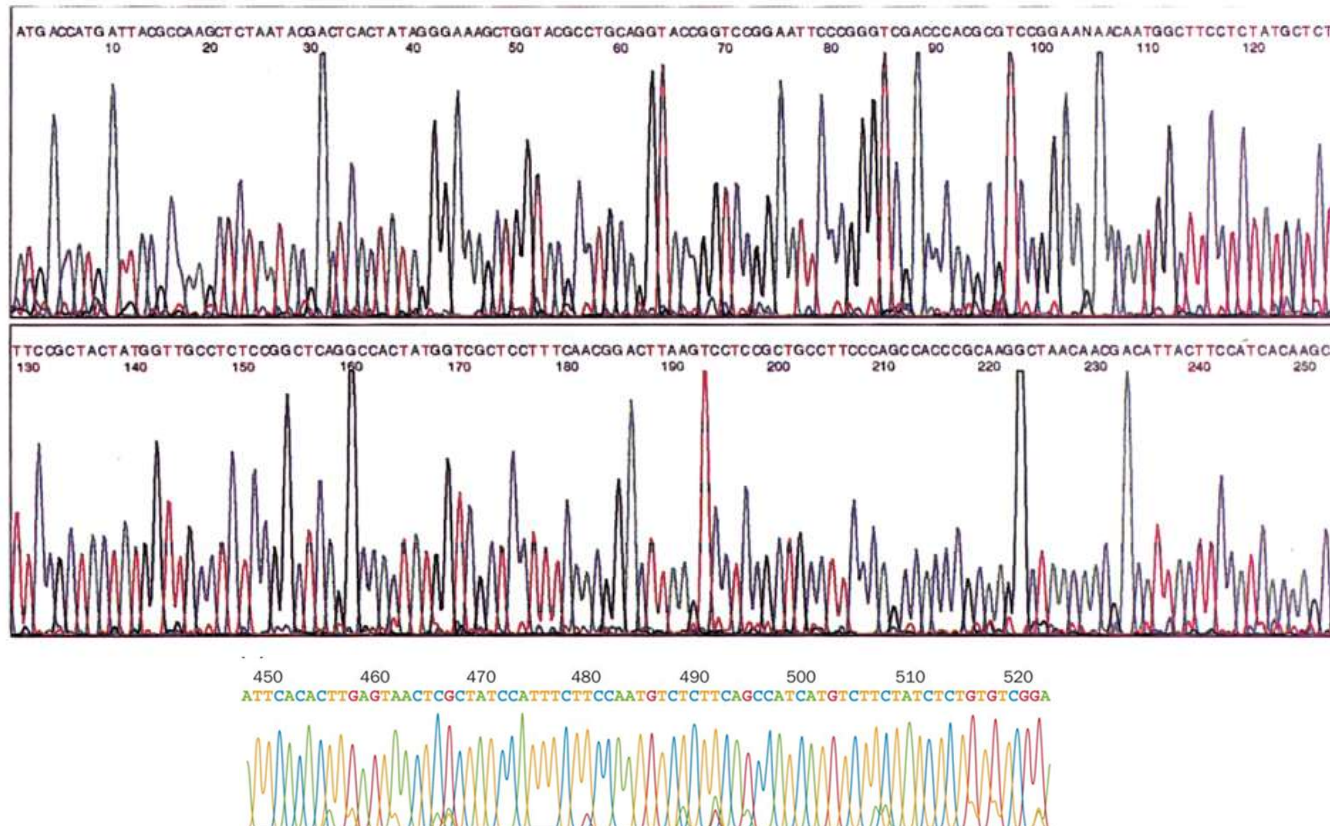 ATGACCATGATTACGCCAAGCTCTAATACGACTCACTATAGGGAAAGCTGGTACGCCTGCAGGTACCGGTCCGGAATTCCCGGGTCGACCCACGCGTCCGGAANAACAATGGCTTCCTCTATGCTCT
10 20 30 40 50 60 70 80 90 100 110 120
TTCCGCTACTATGGTTGCCTCTCCGGCTCAGGCCACTATGGTCGCTCCTTTCAACGGACTTAAGTCCTCCGCTGCCTTCCCAGCCACCCGCAAGGCTAACAACGACATTACTTCCATCACAAGC
130 140 150 160 170 180 190 200 210 220 230 240 250
450 460 470 480 490 500 510 520
ATTCACACTTGAGTAACTCGCTATCCATTTCTTCCAATGTCTCTTCAGCCATCATGTCTTCTATCTCTGTGTCGGA